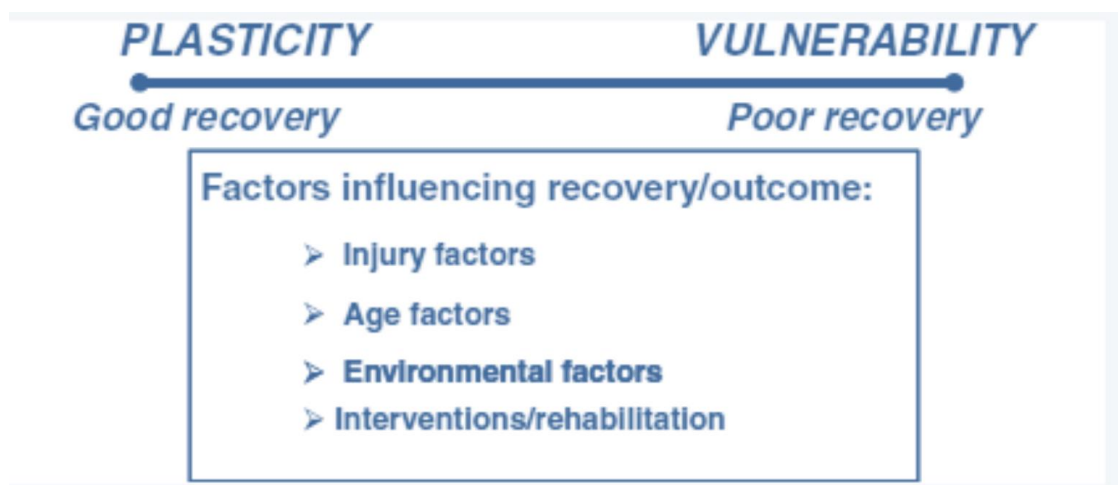 PLASTICITY VULNERABILITY
Good recovery Poor recovery
Factors influencing recovery/outcome:
➢ Injury factors
➢ Age factors
➢ Environmental factors
➢ Interventions/rehabilitation